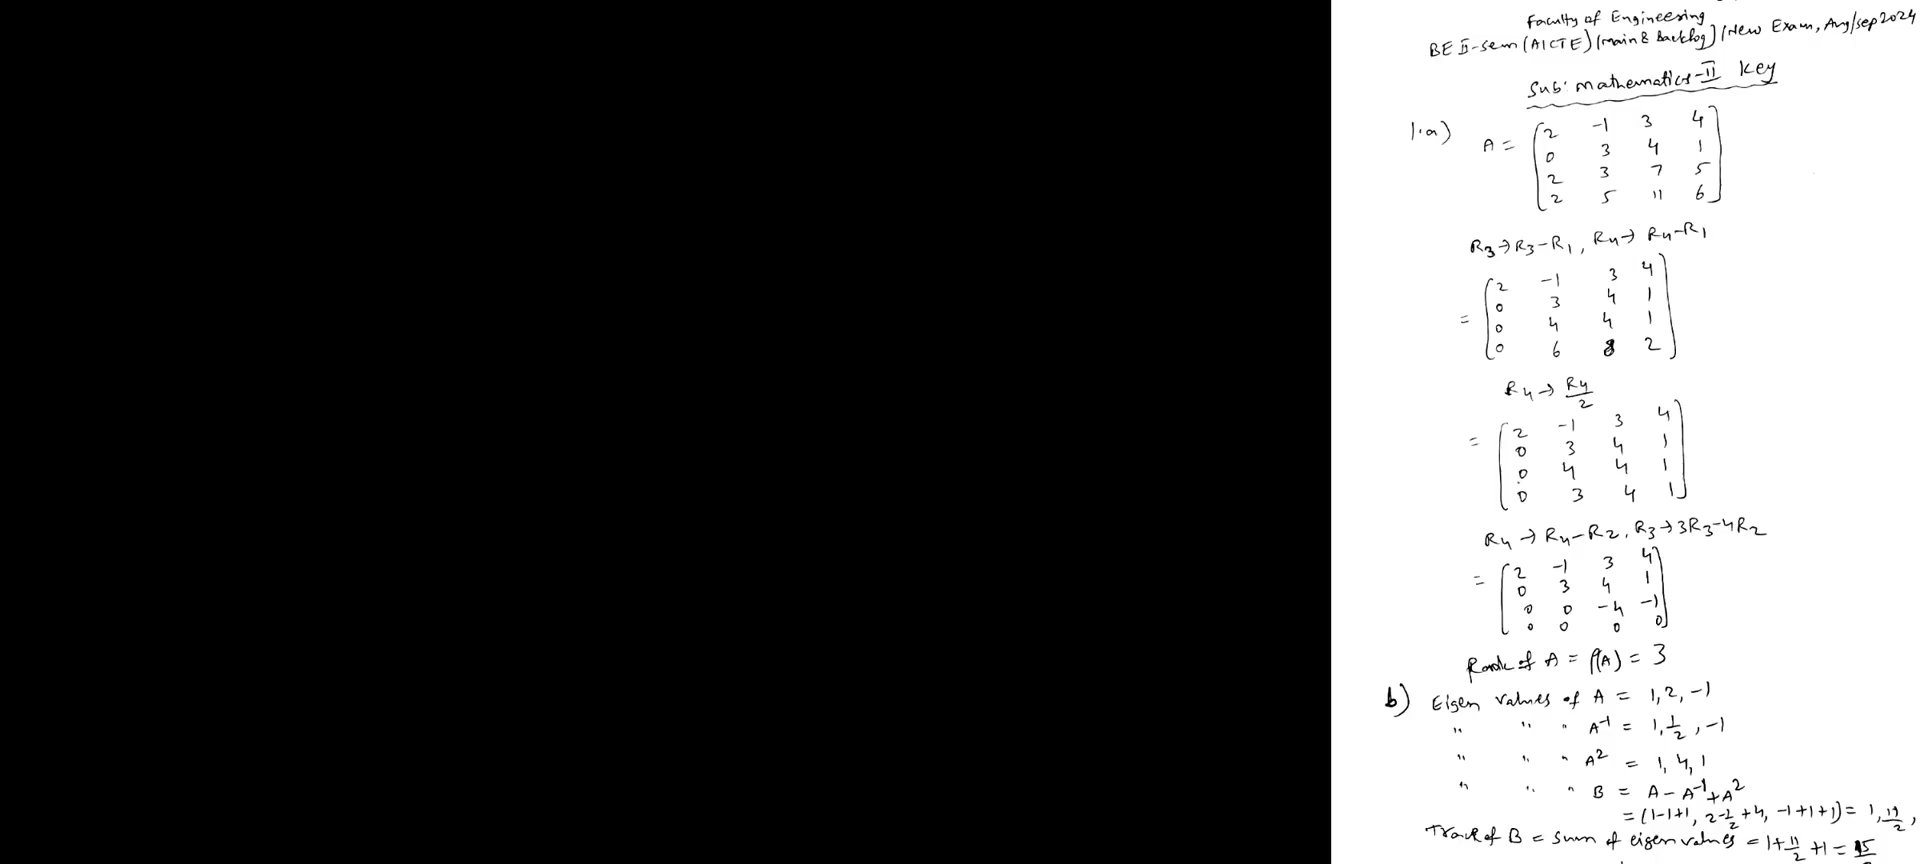 Faculty of Engineering
BE II-sem (AICTE) (main & Backlog) (New Exam, Aug/sep 2024
Sub: Mathematics-II Key
1.a) A = [2 -1 3 4
0 3 4 1
2 3 7 5
2 5 11 6]
R3→R3-R1, R4→R4-R1
= [2 -1 3 4
0 3 4 1
0 4 4 1
0 6 8 2]
R4→R4/2
= [2 -1 3 4
0 3 4 1
0 4 4 1
0 3 4 1]
R4→R4-R2, R3→3R3-4R2
= [2 -1 3 4
0 3 4 1
0 0 -4 -1
0 0 0 0]
Rank of A = ρ(A) = 3
b) Eigen values of A = 1, 2, -1
" " " A⁻¹ = 1, 1/2, -1
" " " A² = 1, 4, 1
" " " B = A - A⁻¹ + A²
= (1-1+1, 2-1/2+4, -1+1+1) = 1, 11/2,
Trace of B = sum of eigen values = 1 + 11/2 + 1 = 15